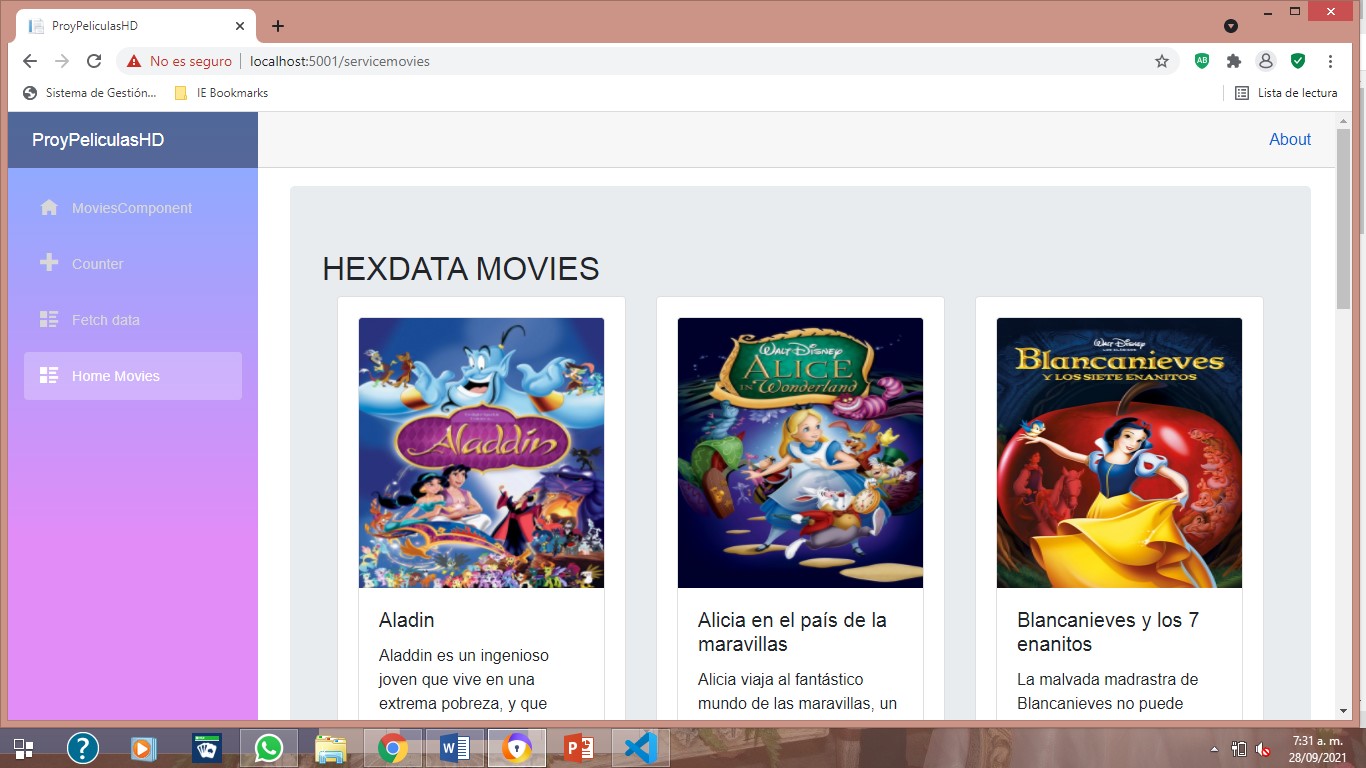 ProyPeliculasHD
No es seguro | localhost:5001/servicemovies
AB
Sistema de Gestión...
IE Bookmarks
Lista de lectura
ProyPeliculasHD
About
MoviesComponent
Counter
Fetch data
Home Movies
HEXDATA MOVIES
Aladdin
WALT DISNEY
ALICE
IN Wonderland
WALT DISNEY
Blancanieves
Y LOS SIETE ENANITOS
Aladin
Aladdin es un ingenioso
joven que vive en una
extrema pobreza, y que
Alicia en el país de la
maravillas
Alicia viaja al fantástico
mundo de las maravillas, un
Blancanieves y los 7
enanitos
La malvada madrastra de
Blancanieves no puede
7:31 a. m.
28/09/2021